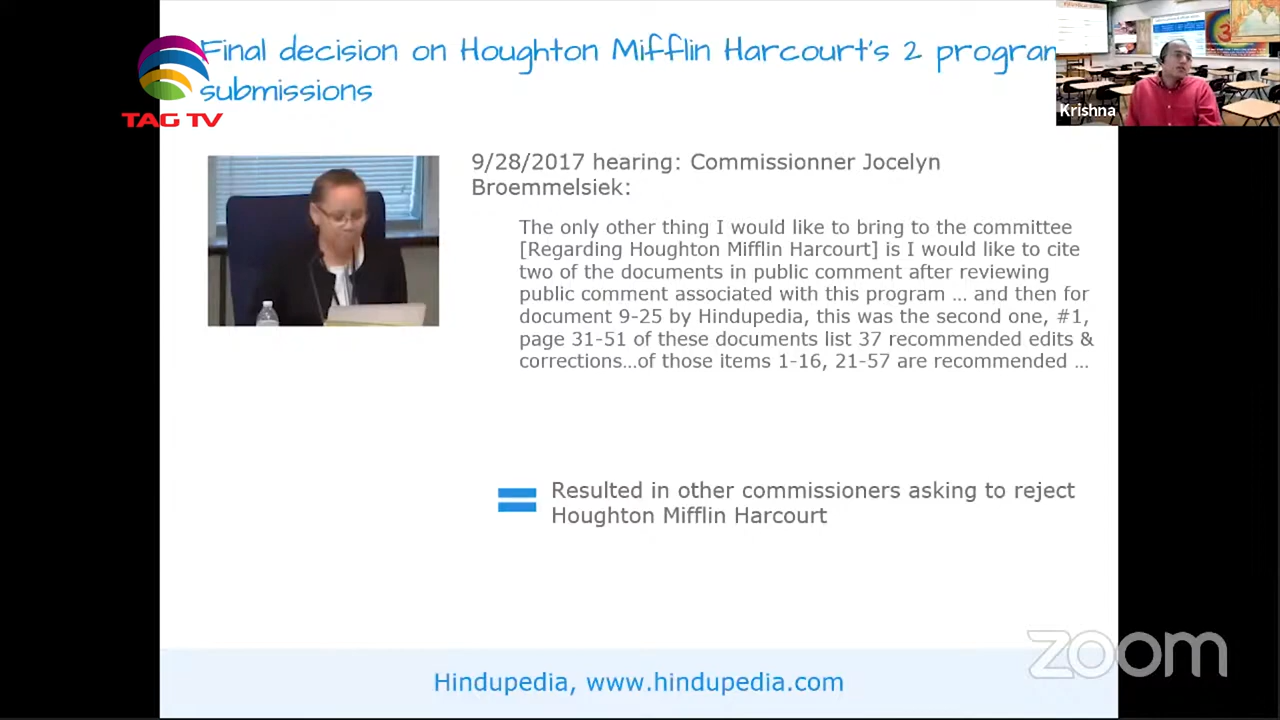 Final decision on Houghton Mifflin Harcourt's 2 program
submissions
TAG TV
Krishna
9/28/2017 hearing: Commissionner Jocelyn
Broemmelsiek:
The only other thing I would like to bring to the committee
[Regarding Houghton Mifflin Harcourt] is I would like to cite
two of the documents in public comment after reviewing
public comment associated with this program … and then for
document 9-25 by Hindupedia, this was the second one, #1,
page 31-51 of these documents list 37 recommended edits &
corrections…of those items 1-16, 21-57 are recommended …
Resulted in other commissioners asking to reject
Houghton Mifflin Harcourt
zoom
Hindupedia, www.hindupedia.com